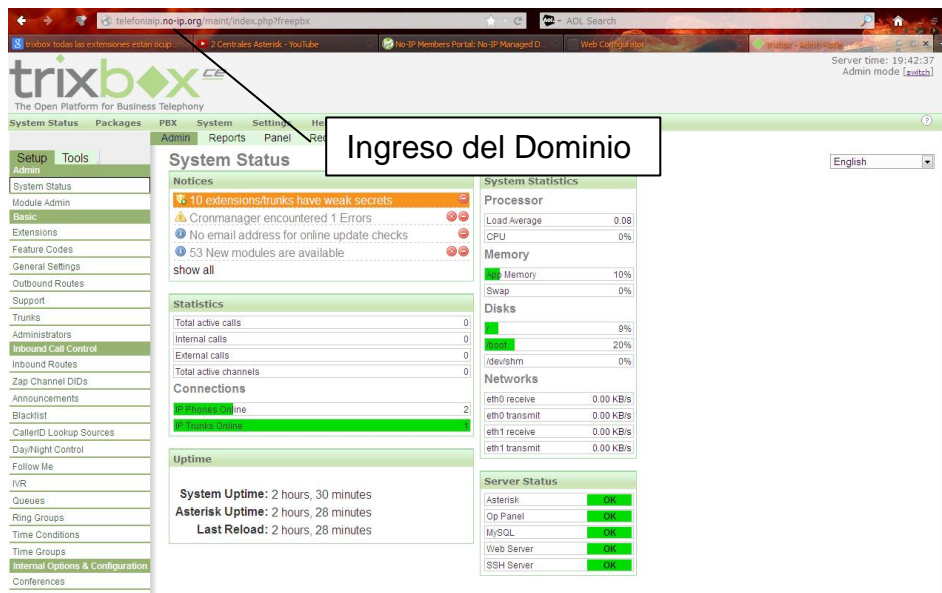 telefoniaip.no-ip.org/maint/index.php?freepbx
AOL Search
trixbox todas las extensiones estan ocup...
2 Centrales Asterisk - YouTube
No-IP Members Portal: No-IP Managed D...
Web Configurator
trixbox - Admin Mode
trixbox CE
The Open Platform for Business Telephony
Server time: 19:42:37
Admin mode [switch]
System Status Packages PBX System Settings He
Admin Reports Panel Rec
Ingreso del Dominio
Setup Tools
English
Admin
System Status
Module Admin
Basic
Extensions
Feature Codes
General Settings
Outbound Routes
Support
Trunks
Administrators
Inbound Call Control
Inbound Routes
Zap Channel DIDs
Announcements
Blacklist
CallerID Lookup Sources
Day/Night Control
Follow Me
IVR
Queues
Ring Groups
Time Conditions
Time Groups
Internal Options & Configuration
Conferences
System Status
Notices
10 extensions/trunks have weak secrets
Cronmanager encountered 1 Errors
No email address for online update checks
53 New modules are available
show all
Statistics
Total active calls 0
Internal calls 0
External calls 0
Total active channels 0
Connections
IP Phones Online 2
IP Trunks Online 1
Uptime
System Uptime: 2 hours, 30 minutes
Asterisk Uptime: 2 hours, 28 minutes
Last Reload: 2 hours, 28 minutes
System Statistics
Processor
Load Average 0.08
CPU 0%
Memory
App Memory 10%
Swap 0%
Disks
/ 9%
/boot 20%
/dev/shm 0%
Networks
eth0 receive 0.00 KB/s
eth0 transmit 0.00 KB/s
eth1 receive 0.00 KB/s
eth1 transmit 0.00 KB/s
Server Status
Asterisk OK
Op Panel OK
MySQL OK
Web Server OK
SSH Server OK